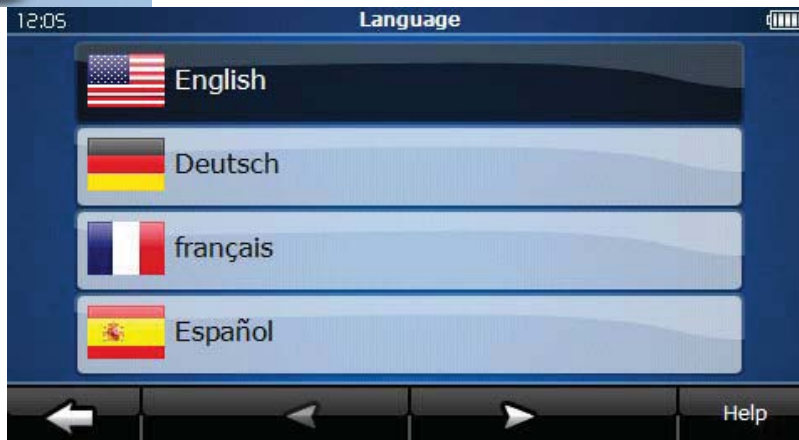 12:05
Language
English
Deutsch
français
Español
Help